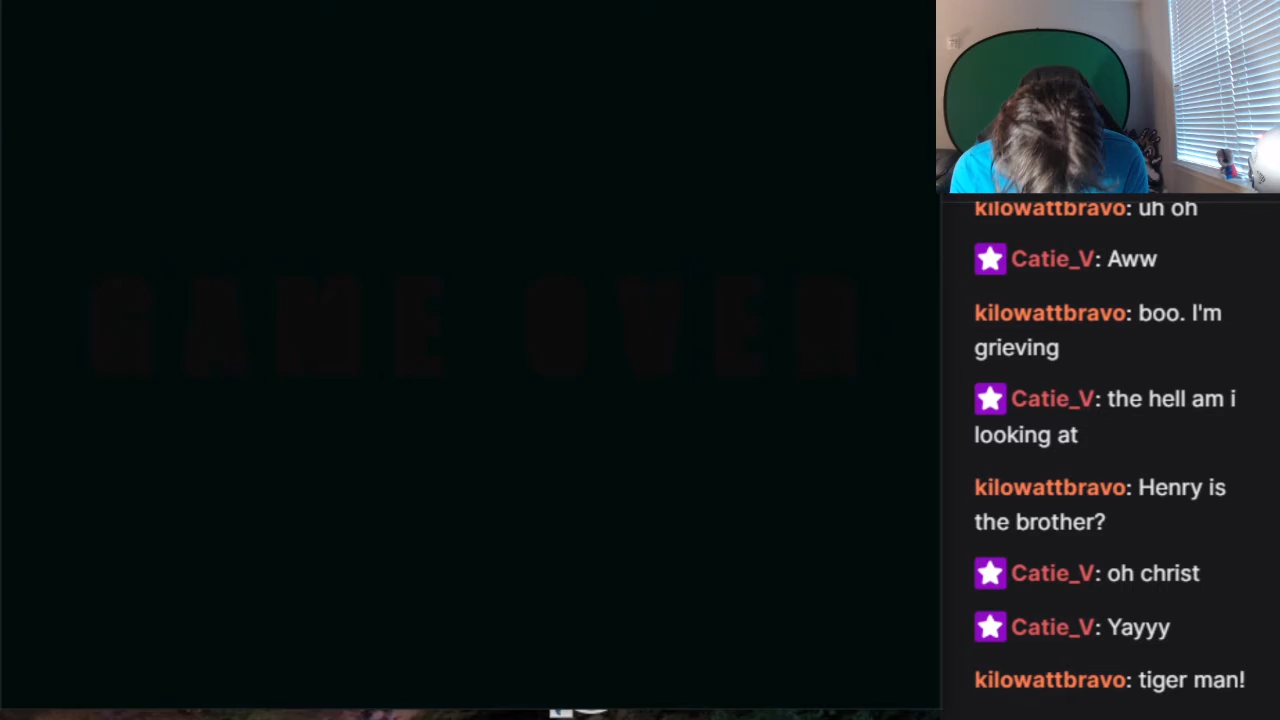 GAME OVER
kilowattbravo: uh oh
Catie_V: Aww
kilowattbravo: boo. I'm
grieving
Catie_V: the hell am i
looking at
kilowattbravo: Henry is
the brother?
Catie_V: oh christ
Catie_V: Yayyy
kilowattbravo: tiger man!